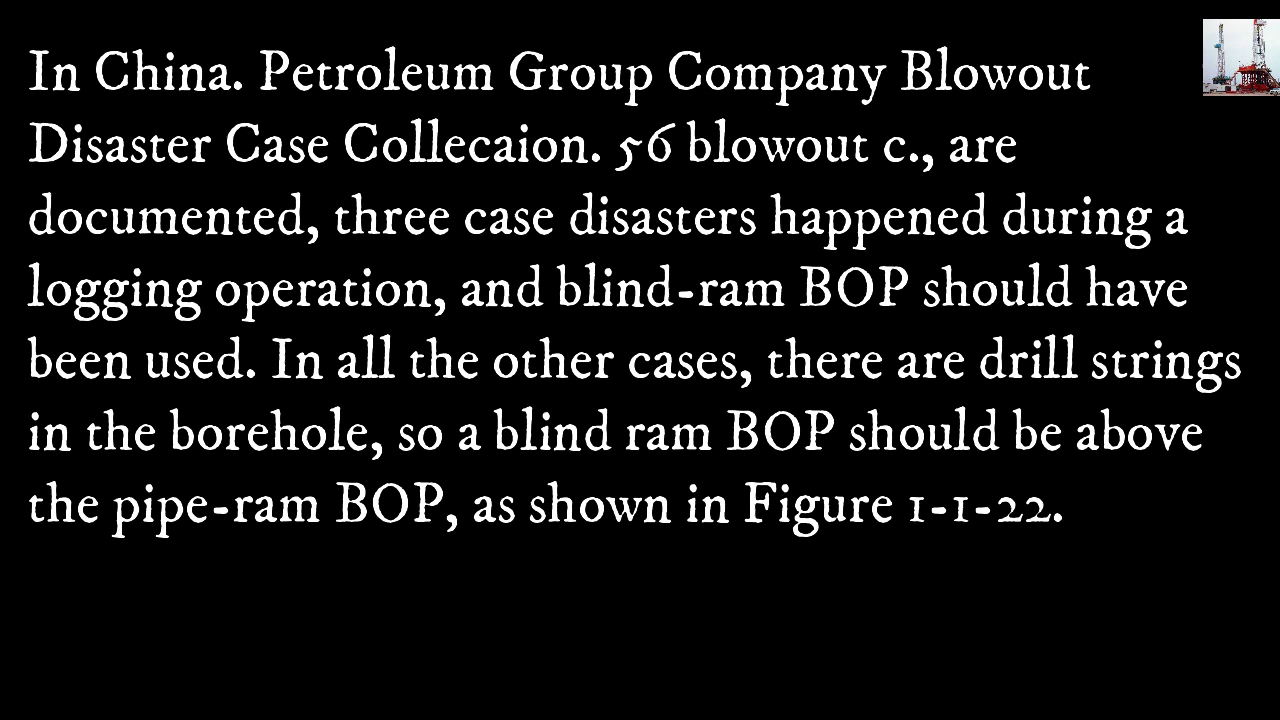 In China. Petroleum Group Company Blowout
Disaster Case Collecaion. 56 blowout c., are
documented, three case disasters happened during a
logging operation, and blind-ram BOP should have
been used. In all the other cases, there are drill strings
in the borehole, so a blind ram BOP should be above
the pipe-ram BOP, as shown in Figure 1-1-22.